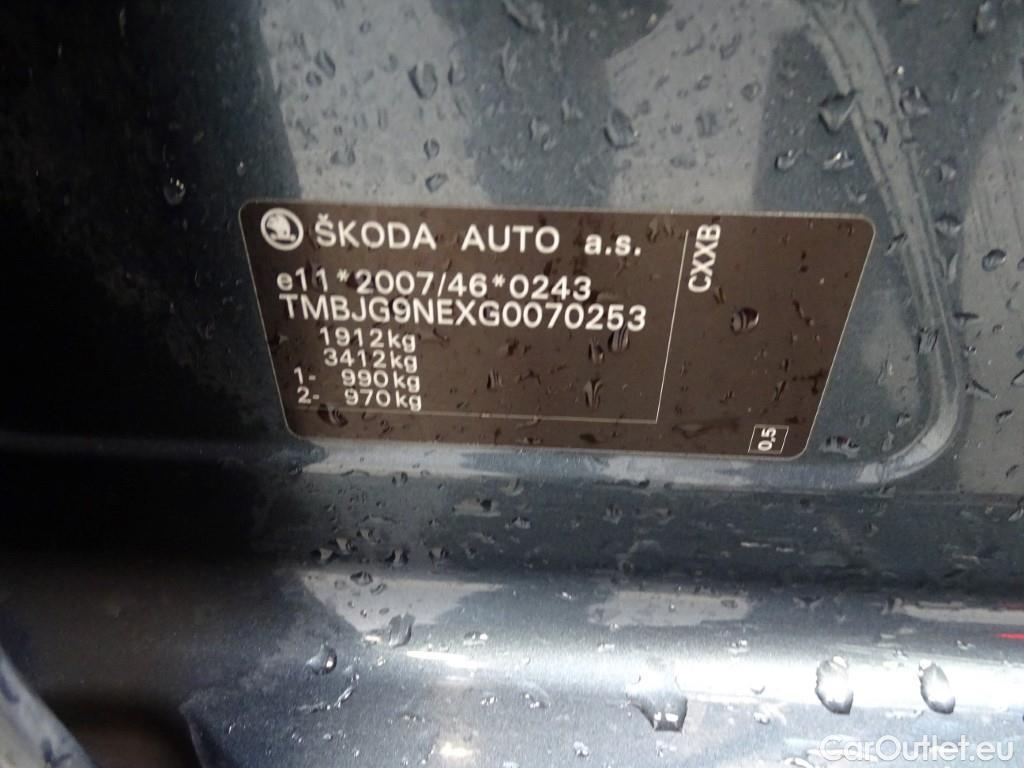 ŠKODA AUTO a.s.
e11*2007/46*0243
TMBJG9NEXG0070253
1912kg
3412kg
1- 990kg
2- 970kg
CXXB
0,5
CarOutlet.eu